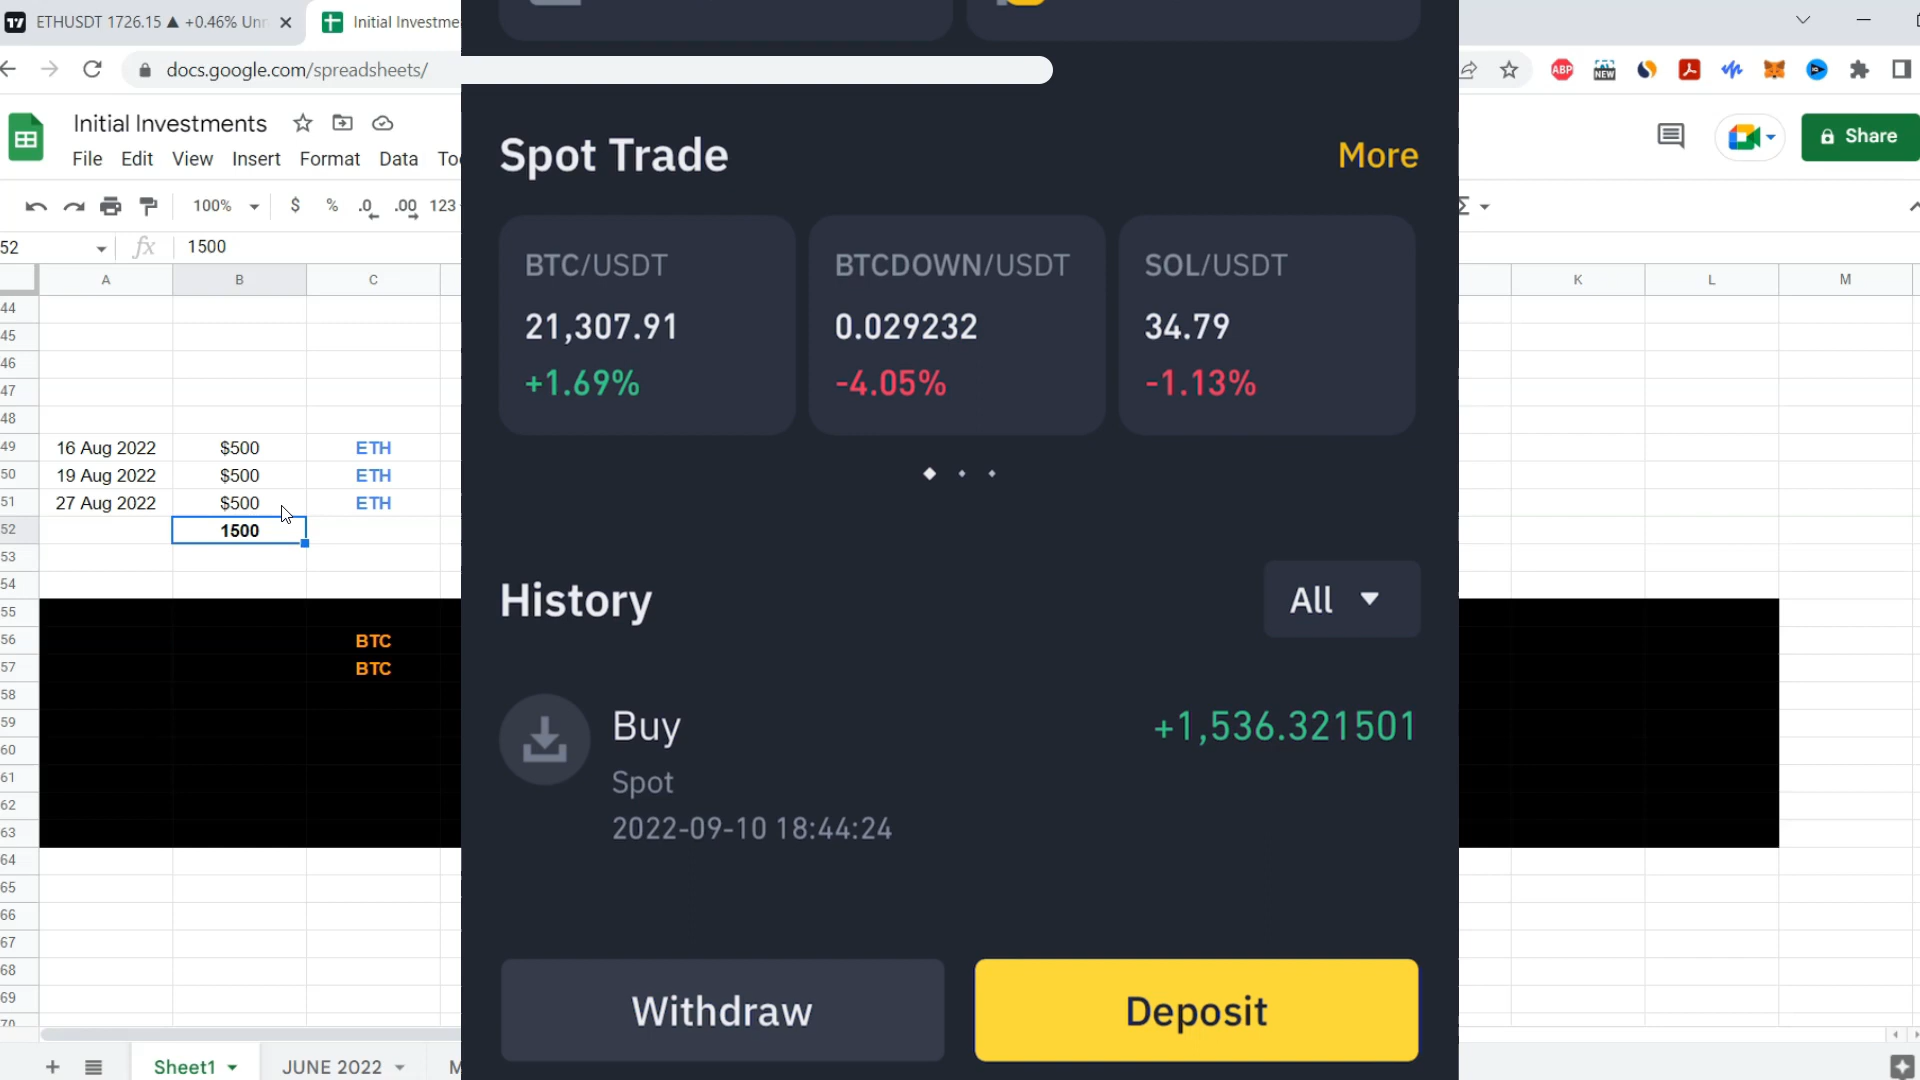 ETHUSDT 1726.15 ▲ +0.46% Unn
Initial Investme
docs.google.com/spreadsheets/
Initial Investments
File Edit View Insert Format Data Too
Share
100% $ % .0 .00 123
Σ
52 fx 1500
A B C K L M
44
45
46
47
48
49 16 Aug 2022 $500 ETH
50 19 Aug 2022 $500 ETH
51 27 Aug 2022 $500 ETH
52 1500
53
54
55
56 BTC
57 BTC
58
59
60
61
62
63
64
65
66
67
68
69
70
Sheet1 JUNE 2022 M
ABP
NEW
Spot Trade More
BTC/USDT
21,307.91
+1.69%
BTCDOWN/USDT
0.029232
-4.05%
SOL/USDT
34.79
-1.13%
History All
Buy +1,536.321501
Spot
2022-09-10 18:44:24
Withdraw Deposit